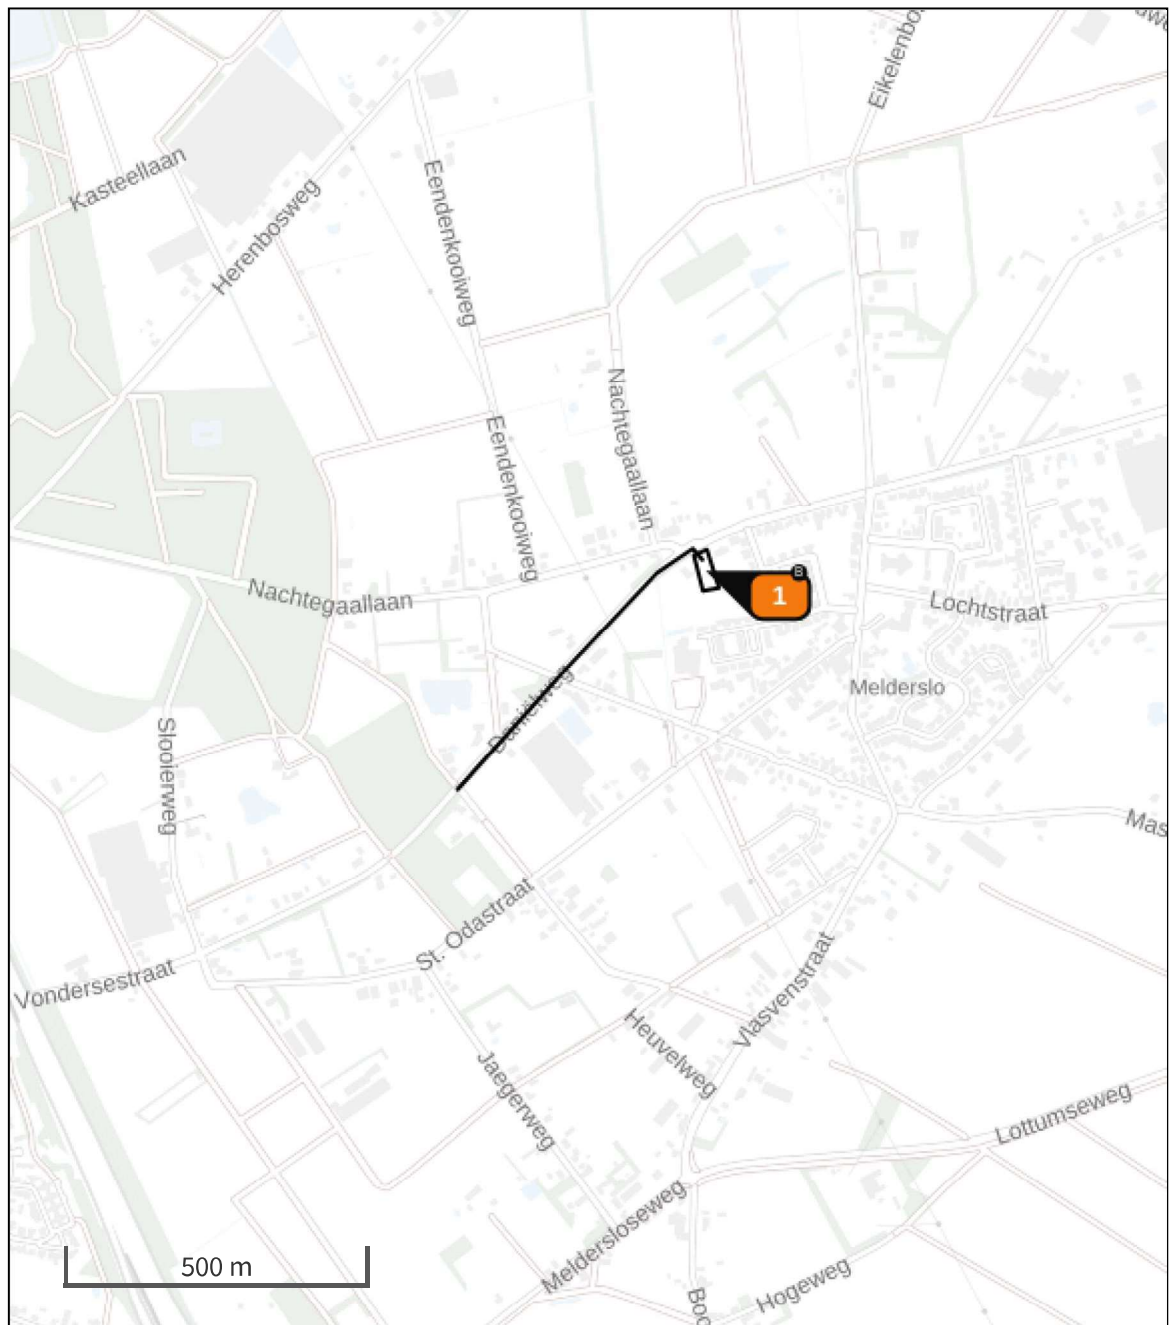 Eikelenbo
Kasteellaan
Herenbosweg
Eendenkooiweg
Nachtegaallaan
Eendenkooiweg
Nachtegaallaan
B
1
Lochtstraat
Melderslo
Daniëlweg
Slooierweg
Mas
St. Odastraat
Vondersestraat
Vlasvenstraat
Heuvelweg
Jaegerweg
Lottumseweg
Meldersloseweg
Hogeweg
500 m